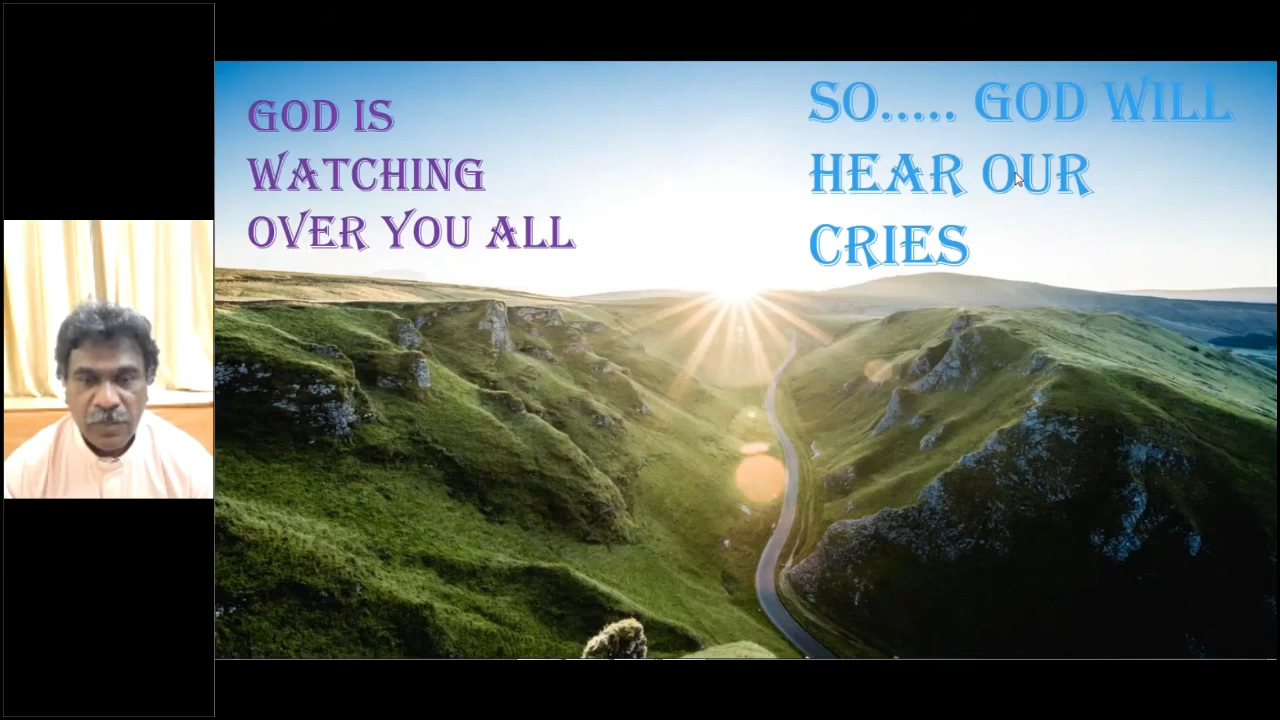 GOD IS
WATCHING
OVER YOU ALL
SO..... GOD WILL
HEAR OUR
CRIES